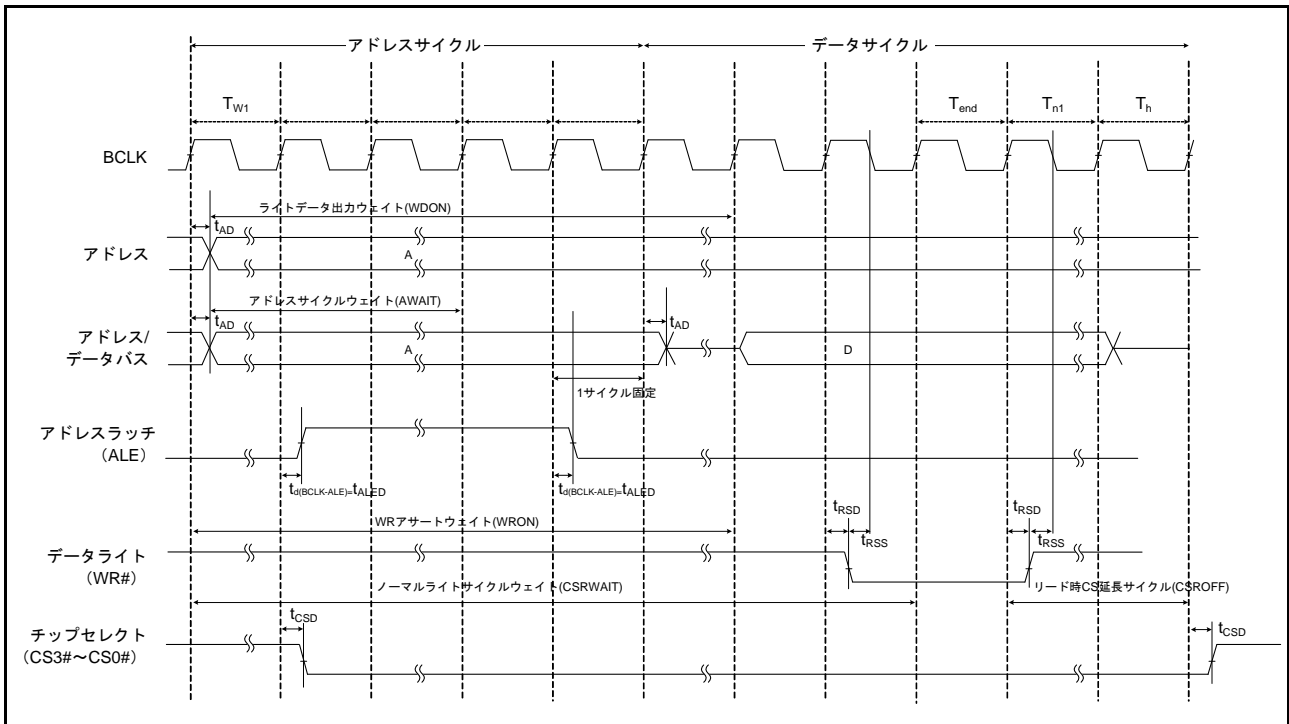 アドレスサイクル データサイクル
TW1 Tend Tn1 Th
BCLK
ライトデータ出力ウェイト(WDON)
tAD
アドレス
A
アドレスサイクルウェイト(AWAIT)
tAD tAD
アドレス/
データバス
A D
1サイクル固定
アドレスラッチ
(ALE)
td(BCLK-ALE)=tALED td(BCLK-ALE)=tALED
WRアサートウェイト(WRON)
tRSD tRSD
tRSS tRSS
データライト
(WR#)
ノーマルライトサイクルウェイト(CSRWAIT) リード時CS延長サイクル(CSROFF)
tCSD tCSD
チップセレクト
(CS3#～CS0#)